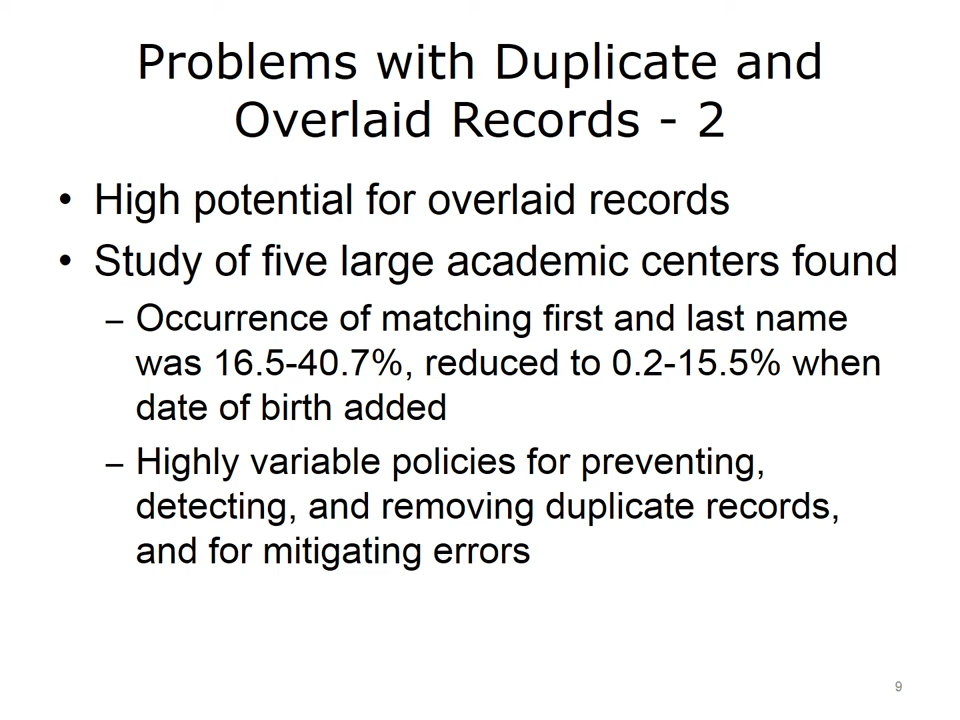 Problems with Duplicate and
Overlaid Records - 2
• High potential for overlaid records
• Study of five large academic centers found
– Occurrence of matching first and last name
was 16.5-40.7%, reduced to 0.2-15.5% when
date of birth added
– Highly variable policies for preventing,
detecting, and removing duplicate records,
and for mitigating errors
9